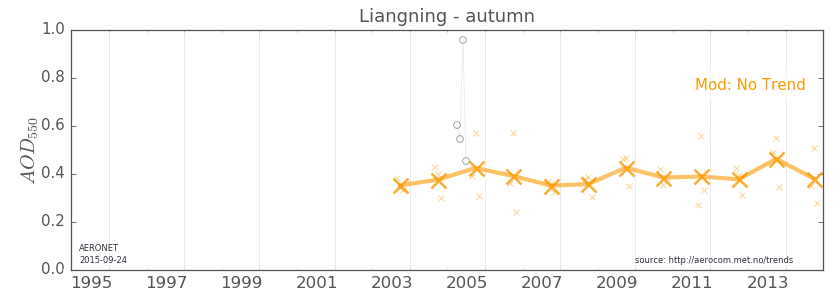 Liangning - autumn
1.0
0.8
0.6
0.4
0.2
0.0
AOD550
Mod: No Trend
AERONET
2015-09-24
source: http://aerocom.met.no/trends
1995 1997 1999 2001 2003 2005 2007 2009 2011 2013